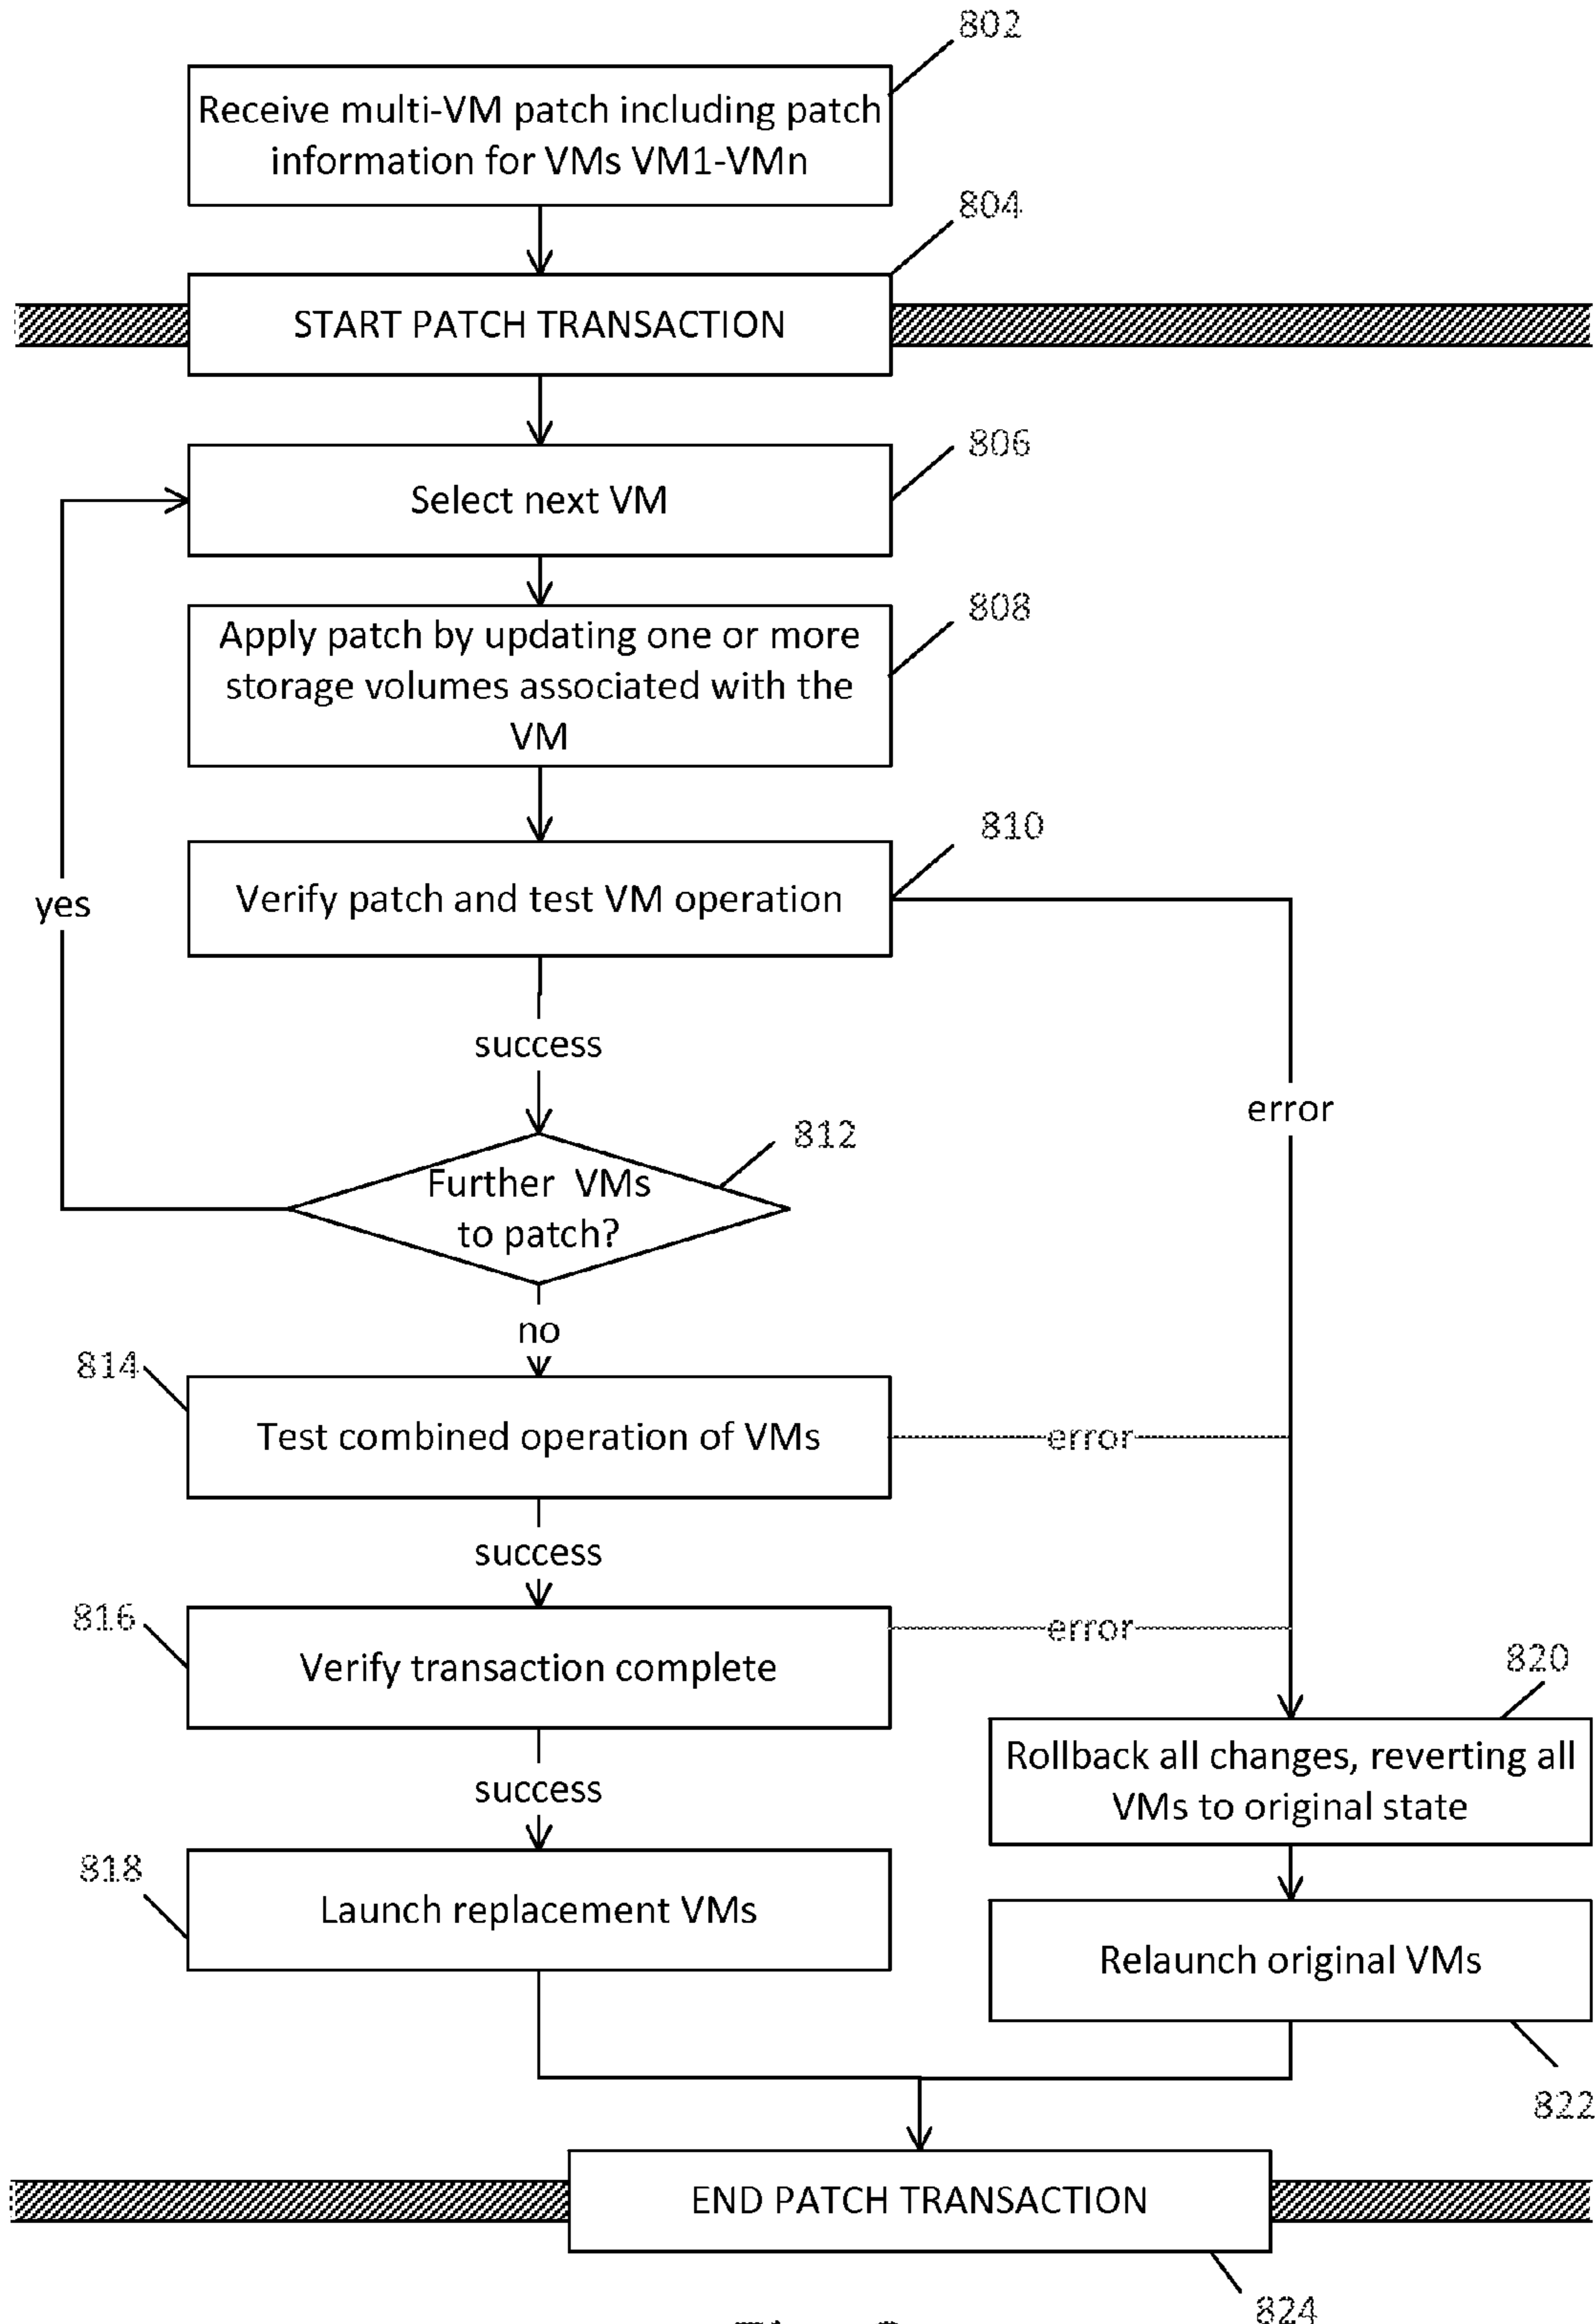 802
Receive multi-VM patch including patch
information for VMs VM1-VMn
804
START PATCH TRANSACTION
806
Select next VM
808
Apply patch by updating one or more
storage volumes associated with the
VM
810
Verify patch and test VM operation
yes
success
error
812
Further VMs
to patch?
no
814
Test combined operation of VMs
error
success
816
Verify transaction complete
error
820
Rollback all changes, reverting all
VMs to original state
success
818
Launch replacement VMs
Relaunch original VMs
822
END PATCH TRANSACTION
824